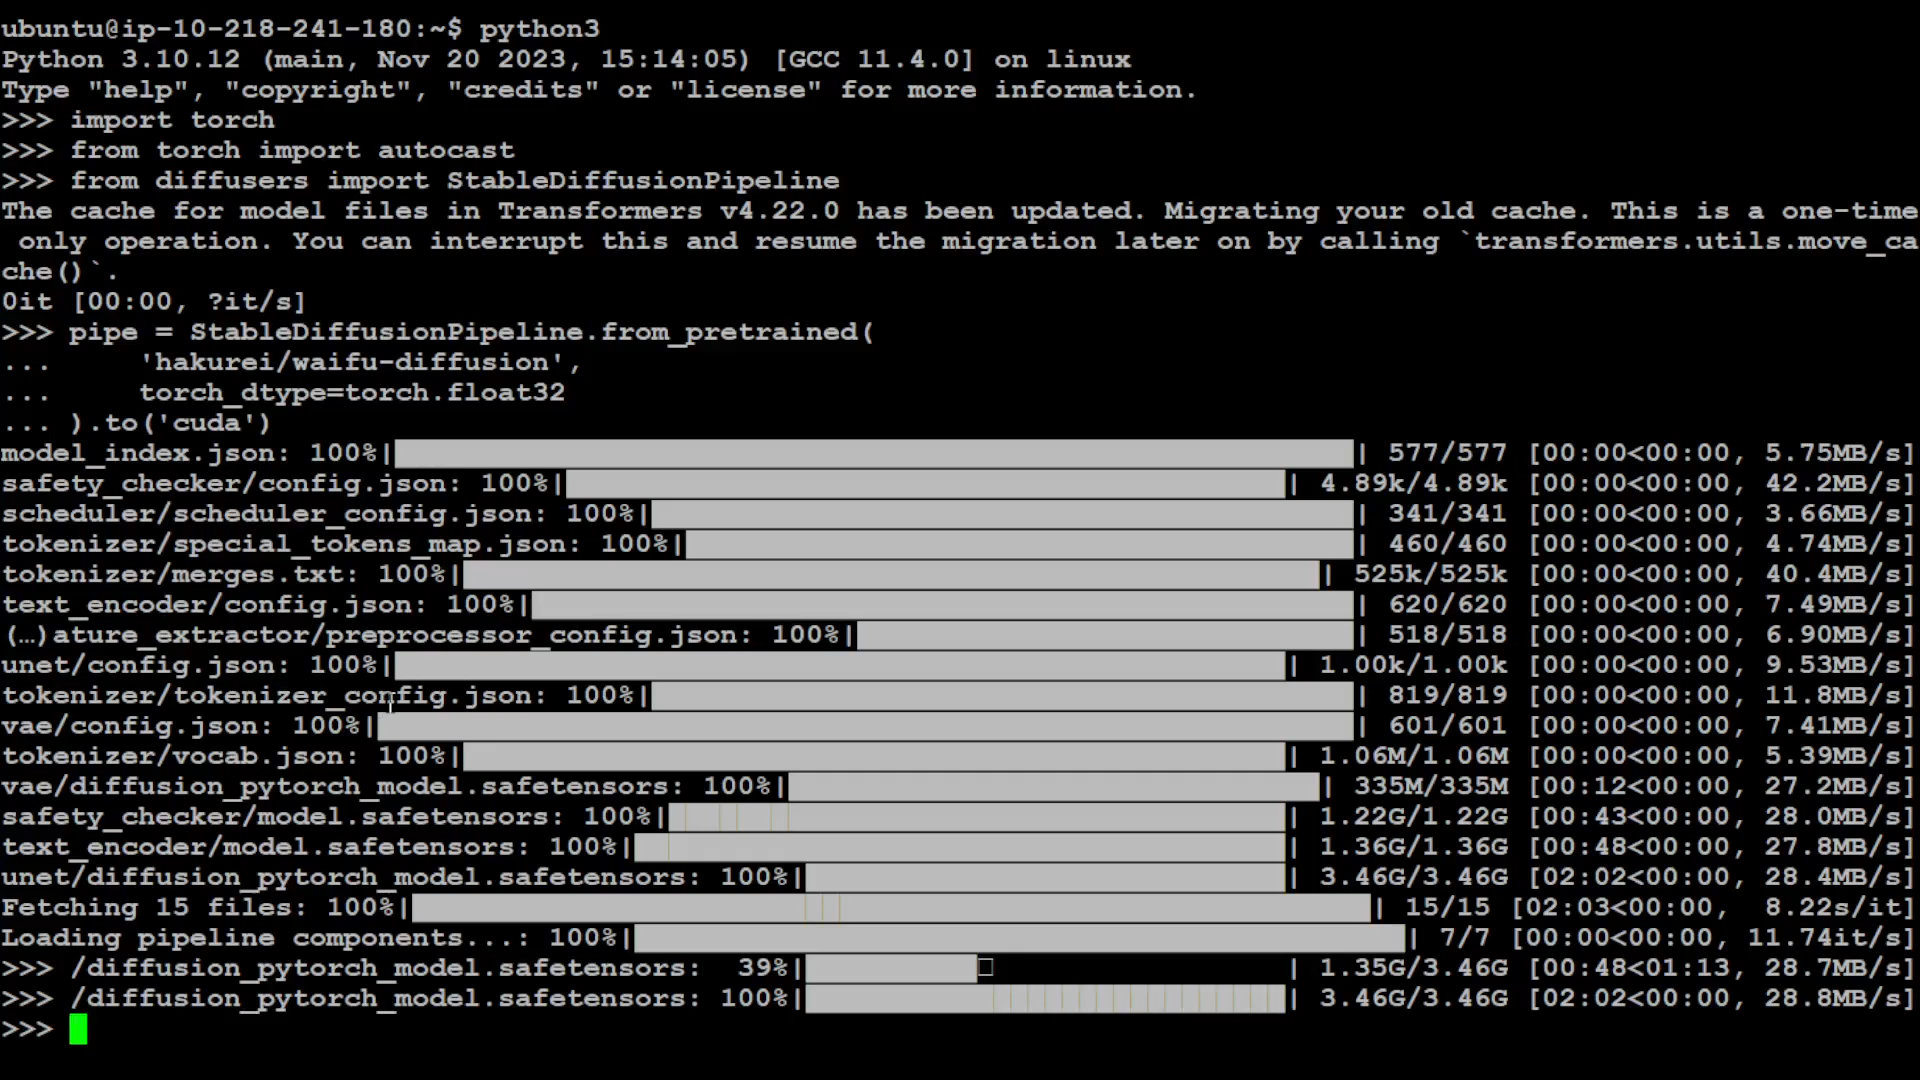 ubuntu@ip-10-218-241-180:~$ python3
Python 3.10.12 (main, Nov 20 2023, 15:14:05) [GCC 11.4.0] on linux
Type "help", "copyright", "credits" or "license" for more information.
>>> import torch
>>> from torch import autocast
>>> from diffusers import StableDiffusionPipeline
The cache for model files in Transformers v4.22.0 has been updated. Migrating your old cache. This is a one-time
 only operation. You can interrupt this and resume the migration later on by calling `transformers.utils.move_ca
che()`.
0it [00:00, ?it/s]
>>> pipe = StableDiffusionPipeline.from_pretrained(
...     'hakurei/waifu-diffusion',
...     torch_dtype=torch.float32
... ).to('cuda')
model_index.json: 100%| | 577/577 [00:00<00:00, 5.75MB/s]
safety_checker/config.json: 100%| | 4.89k/4.89k [00:00<00:00, 42.2MB/s]
scheduler/scheduler_config.json: 100%| | 341/341 [00:00<00:00, 3.66MB/s]
tokenizer/special_tokens_map.json: 100%| | 460/460 [00:00<00:00, 4.74MB/s]
tokenizer/merges.txt: 100%| | 525k/525k [00:00<00:00, 40.4MB/s]
text_encoder/config.json: 100%| | 620/620 [00:00<00:00, 7.49MB/s]
(…)ature_extractor/preprocessor_config.json: 100%| | 518/518 [00:00<00:00, 6.90MB/s]
unet/config.json: 100%| | 1.00k/1.00k [00:00<00:00, 9.53MB/s]
tokenizer/tokenizer_config.json: 100%| | 819/819 [00:00<00:00, 11.8MB/s]
vae/config.json: 100%| | 601/601 [00:00<00:00, 7.41MB/s]
tokenizer/vocab.json: 100%| | 1.06M/1.06M [00:00<00:00, 5.39MB/s]
vae/diffusion_pytorch_model.safetensors: 100%| | 335M/335M [00:12<00:00, 27.2MB/s]
safety_checker/model.safetensors: 100%| | 1.22G/1.22G [00:43<00:00, 28.0MB/s]
text_encoder/model.safetensors: 100%| | 1.36G/1.36G [00:48<00:00, 27.8MB/s]
unet/diffusion_pytorch_model.safetensors: 100%| | 3.46G/3.46G [02:02<00:00, 28.4MB/s]
Fetching 15 files: 100%| | 15/15 [02:03<00:00,  8.22s/it]
Loading pipeline components...: 100%| | 7/7 [00:00<00:00, 11.74it/s]
>>> /diffusion_pytorch_model.safetensors:  39%| | 1.35G/3.46G [00:48<01:13, 28.7MB/s]
>>> /diffusion_pytorch_model.safetensors: 100%| | 3.46G/3.46G [02:02<00:00, 28.8MB/s]
>>>